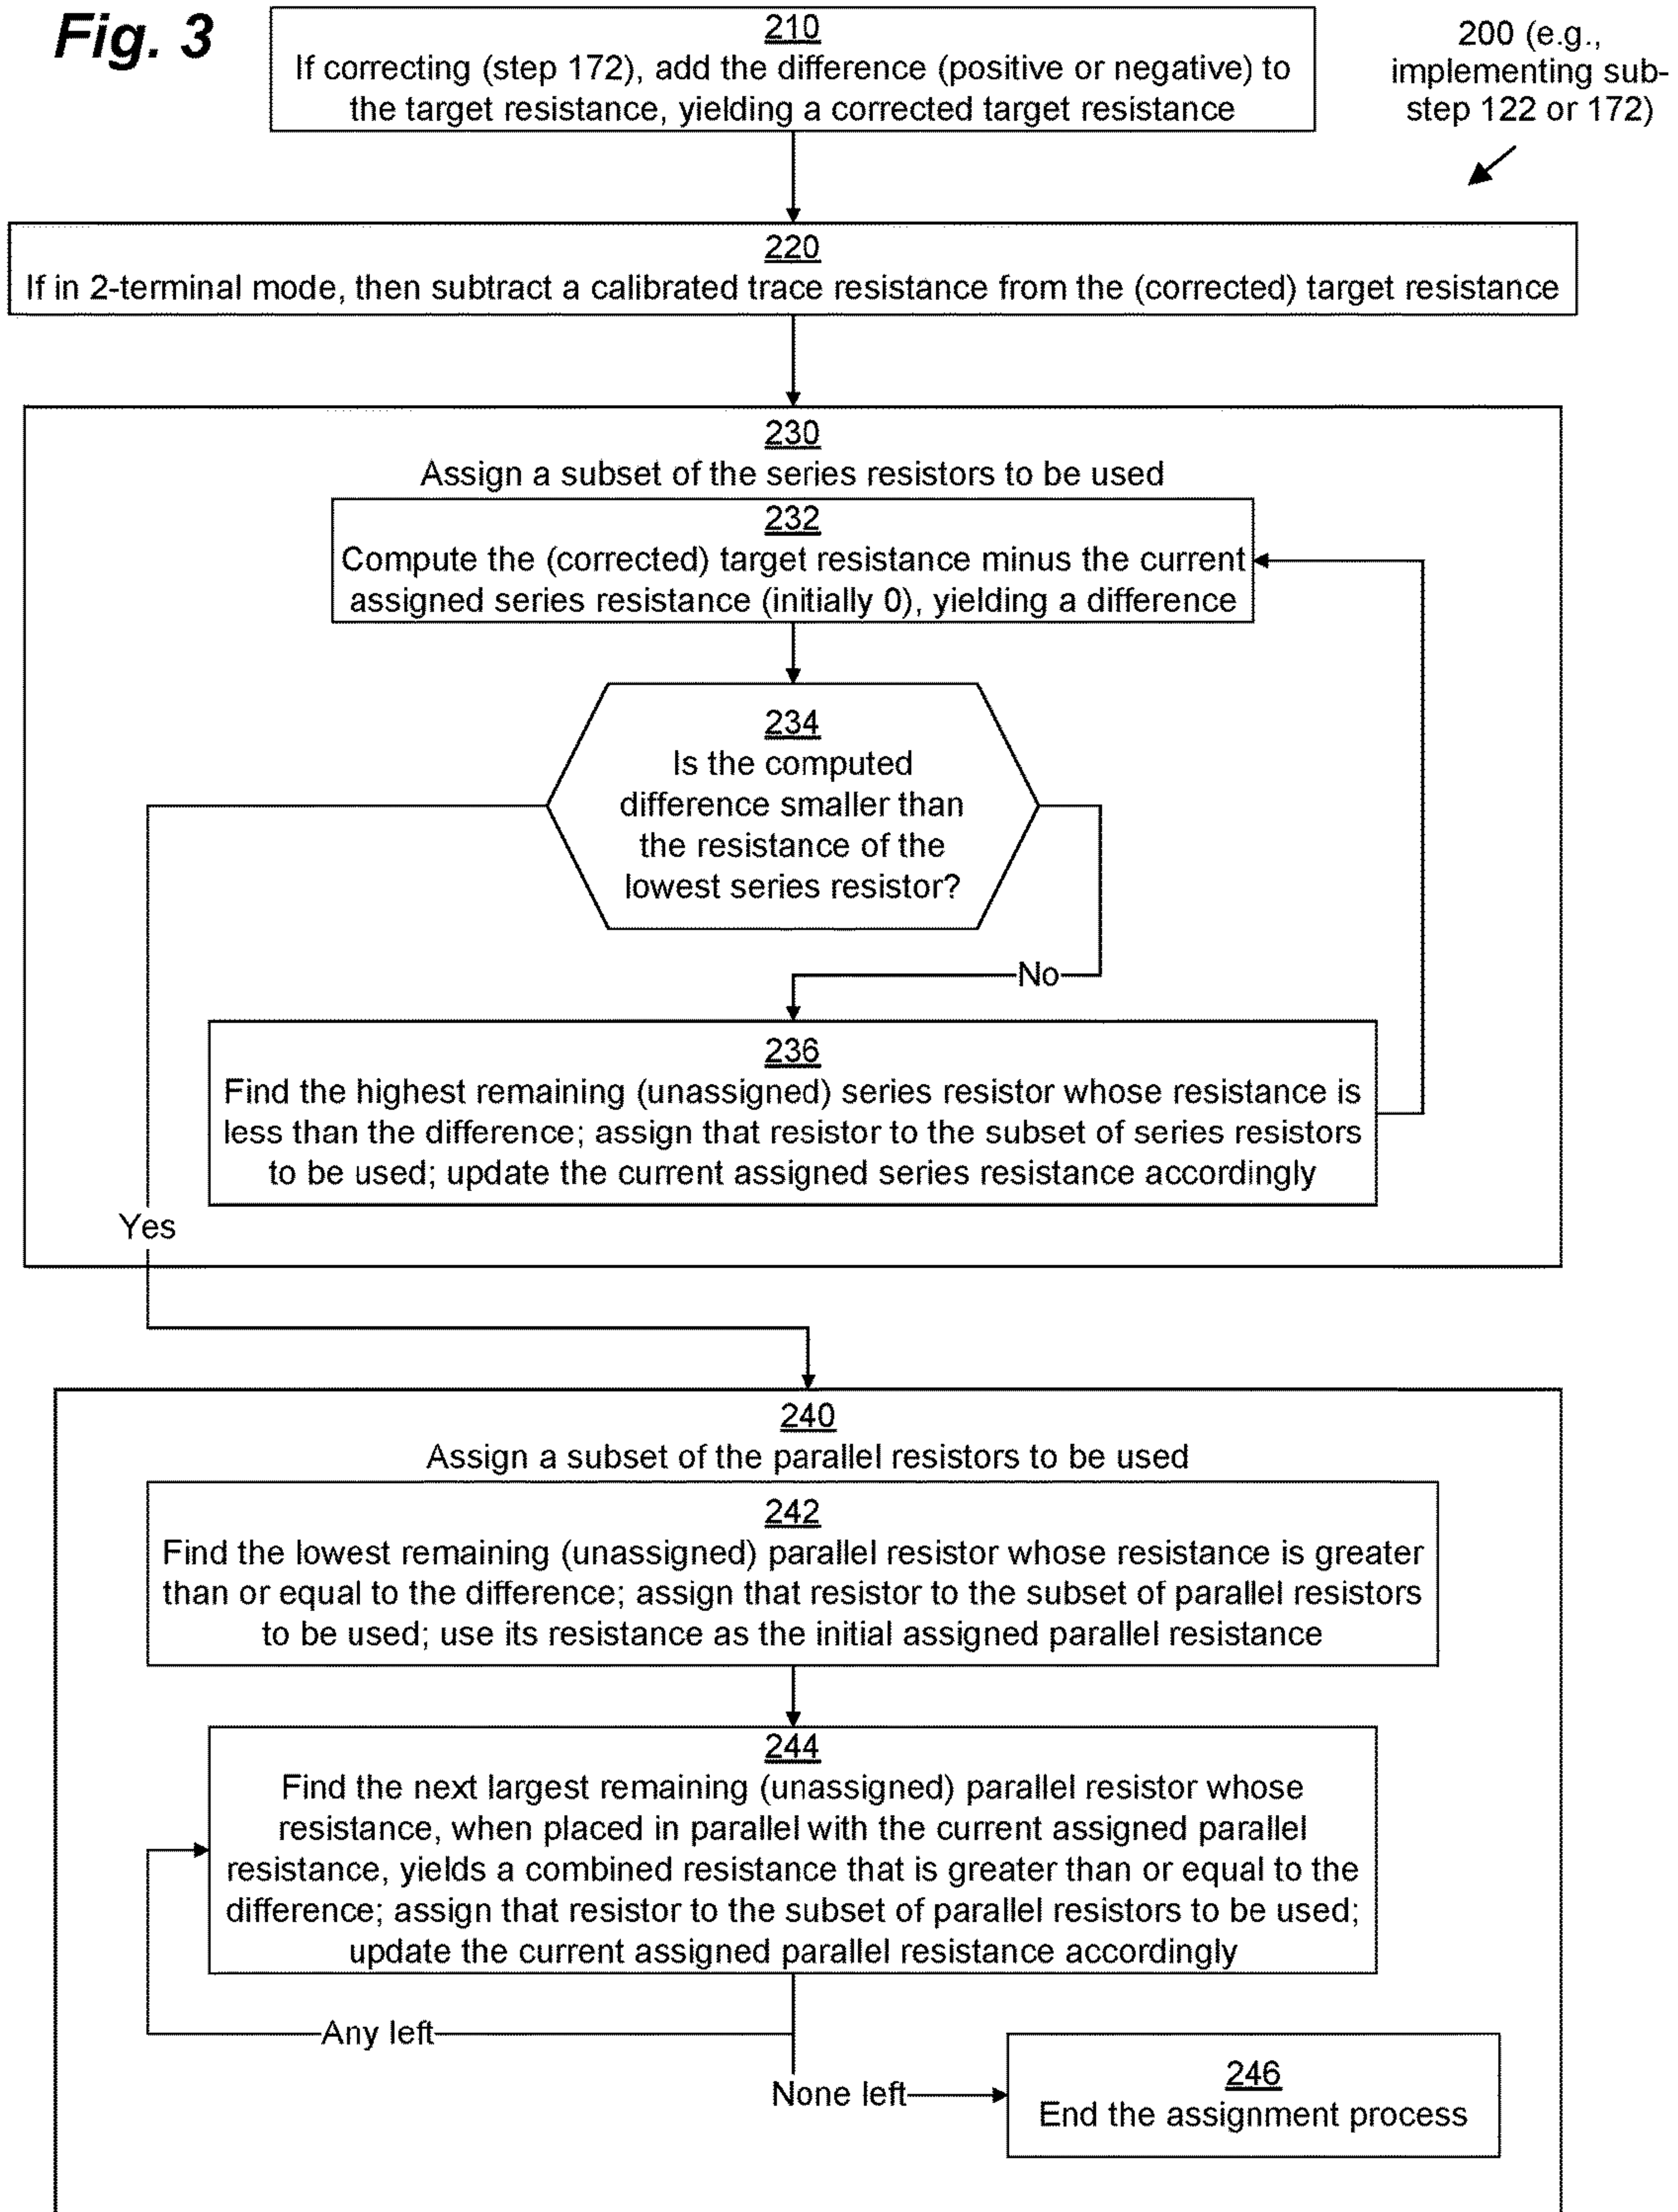 Fig. 3
210
If correcting (step 172), add the difference (positive or negative) to
the target resistance, yielding a corrected target resistance
200 (e.g.,
implementing sub-
step 122 or 172)
220
If in 2-terminal mode, then subtract a calibrated trace resistance from the (corrected) target resistance
230
Assign a subset of the series resistors to be used
232
Compute the (corrected) target resistance minus the current
assigned series resistance (initially 0), yielding a difference
234
Is the computed
difference smaller than
the resistance of the
lowest series resistor?
No
236
Find the highest remaining (unassigned) series resistor whose resistance is
less than the difference; assign that resistor to the subset of series resistors
to be used; update the current assigned series resistance accordingly
Yes
240
Assign a subset of the parallel resistors to be used
242
Find the lowest remaining (unassigned) parallel resistor whose resistance is greater
than or equal to the difference; assign that resistor to the subset of parallel resistors
to be used; use its resistance as the initial assigned parallel resistance
244
Find the next largest remaining (unassigned) parallel resistor whose
resistance, when placed in parallel with the current assigned parallel
resistance, yields a combined resistance that is greater than or equal to the
difference; assign that resistor to the subset of parallel resistors to be used;
update the current assigned parallel resistance accordingly
Any left
None left
246
End the assignment process